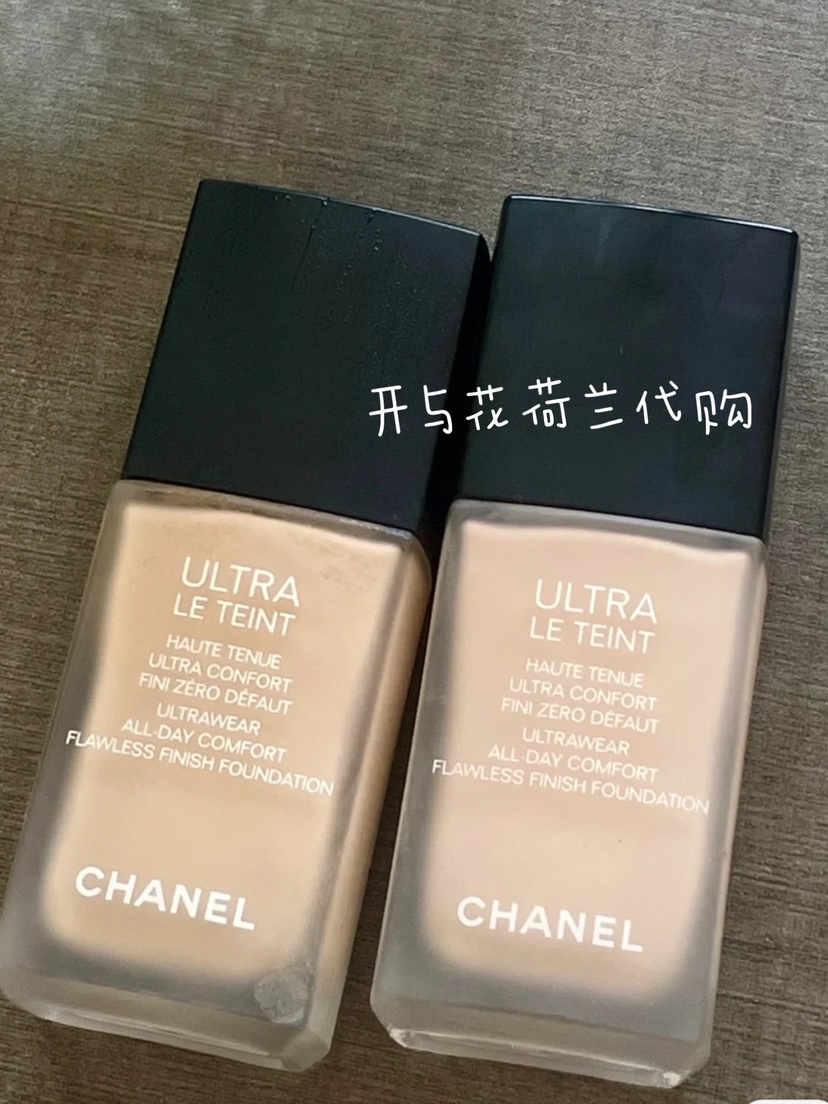 开与花荷兰代购
ULTRA
LE TEINT
HAUTE TENUE
ULTRA CONFORT
FINI ZÉRO DÉFAUT
ULTRAWEAR
ALL-DAY COMFORT
FLAWLESS FINISH FOUNDATION
CHANEL
ULTRA
LE TEINT
HAUTE TENUE
ULTRA CONFORT
FINI ZÉRO DÉFAUT
ULTRAWEAR
ALL-DAY COMFORT
FLAWLESS FINISH FOUNDATION
CHANEL